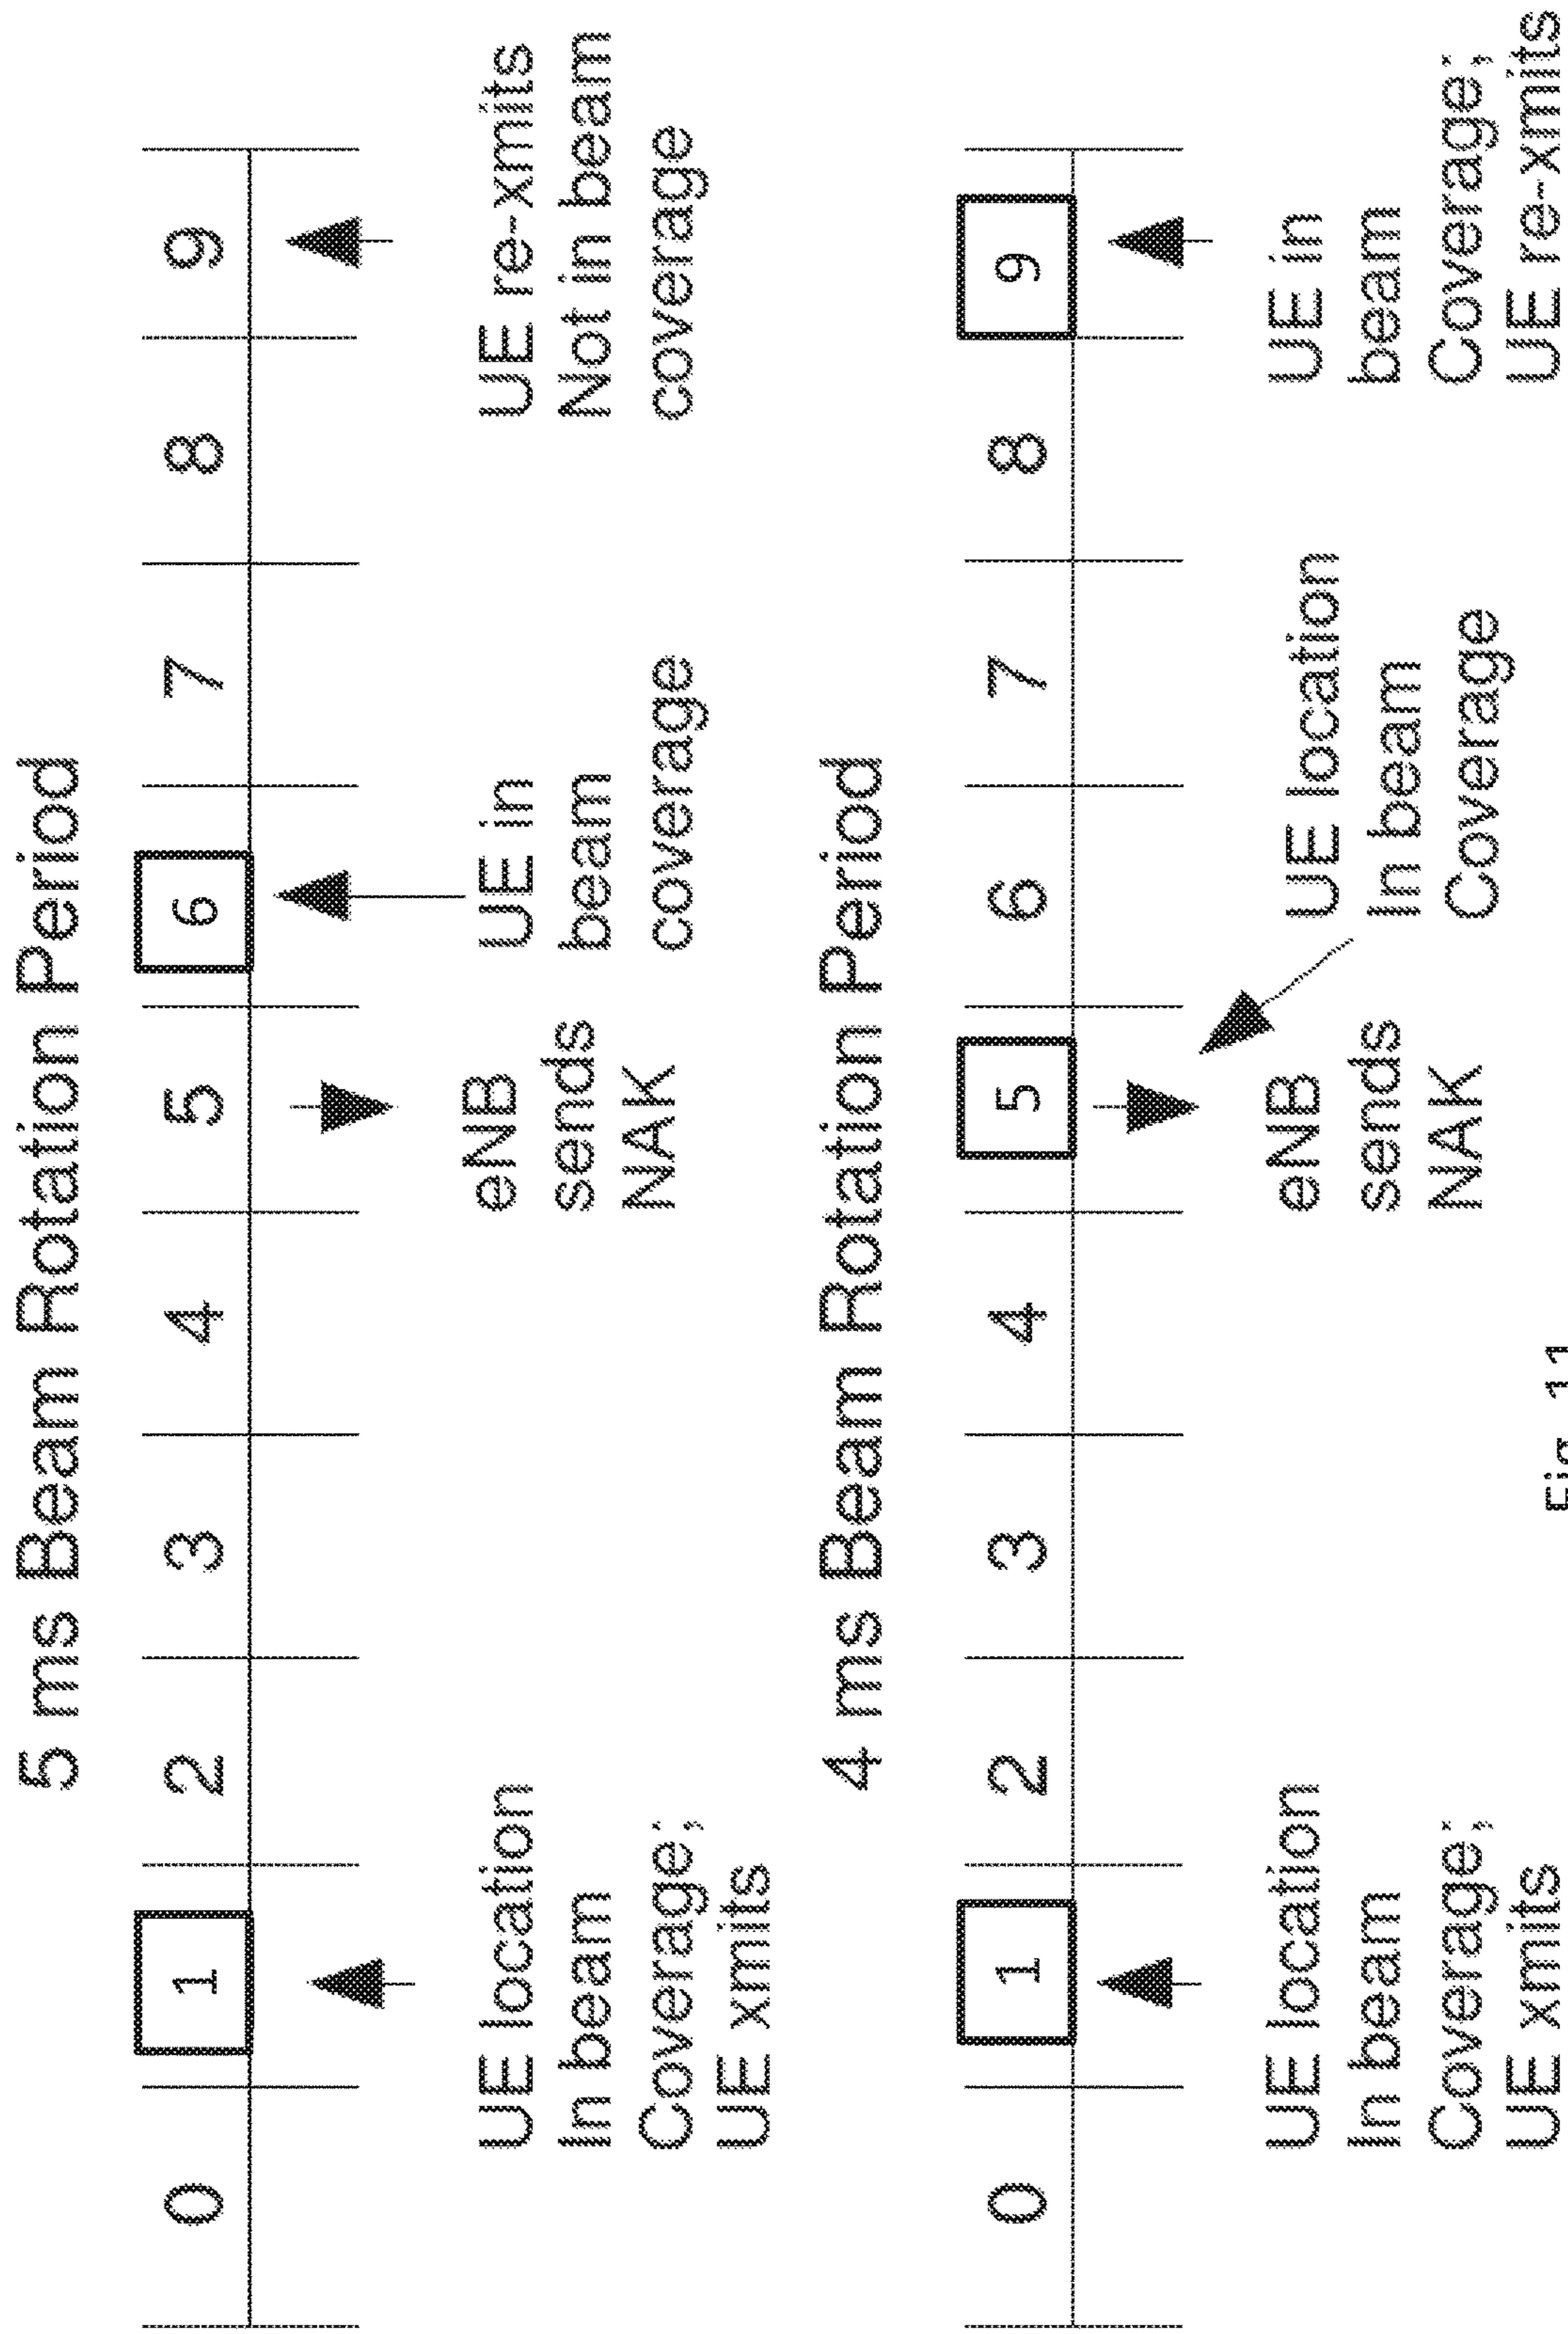 5 ms Beam Rotation Period
0 1 2 3 4 5 6 7 8 9
UE location
In beam
Coverage;
UE xmits
eNB
sends
NAK
UE in
beam
coverage
UE re-xmits
Not in beam
coverage
4 ms Beam Rotation Period
0 1 2 3 4 5 6 7 8 9
UE location
In beam
Coverage;
UE xmits
eNB
sends
NAK
UE location
In beam
Coverage
UE in
beam
Coverage;
UE re-xmits
Fig. 11